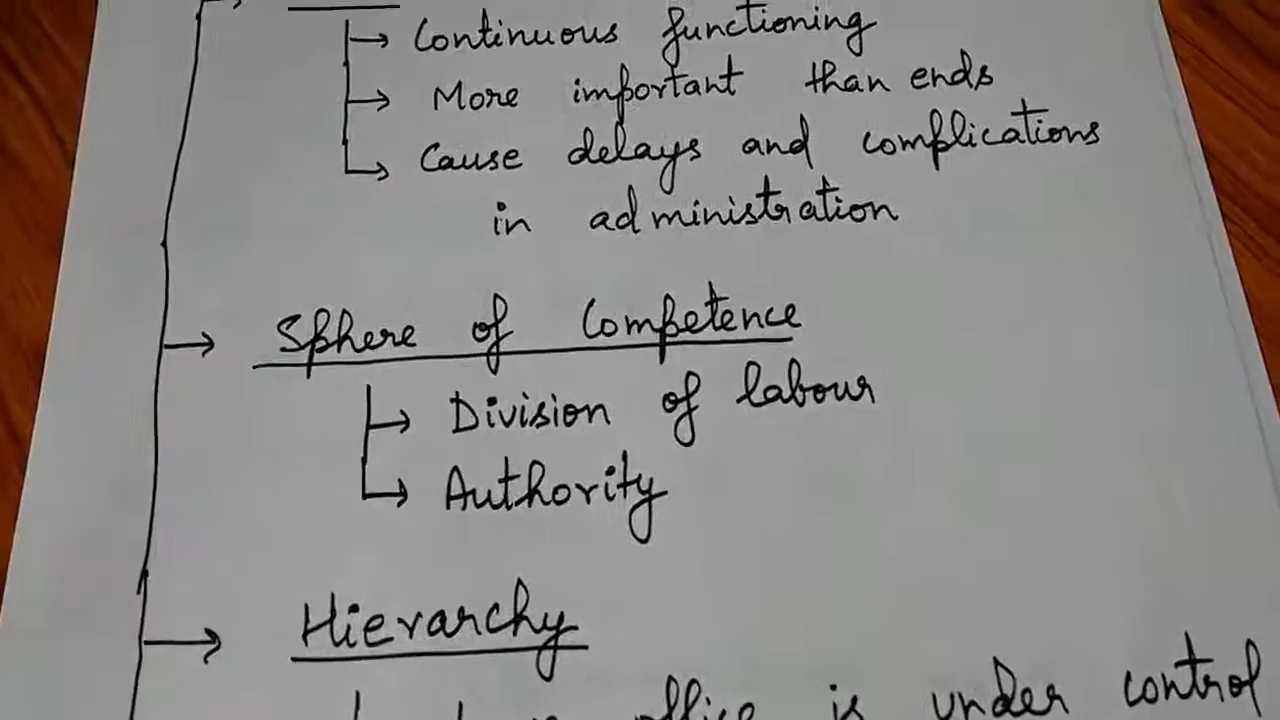 Continuous functioning
More important than ends
Cause delays and complications
in administration
Sphere of Competence
Division of labour
Authority
Hierarchy
office is under control